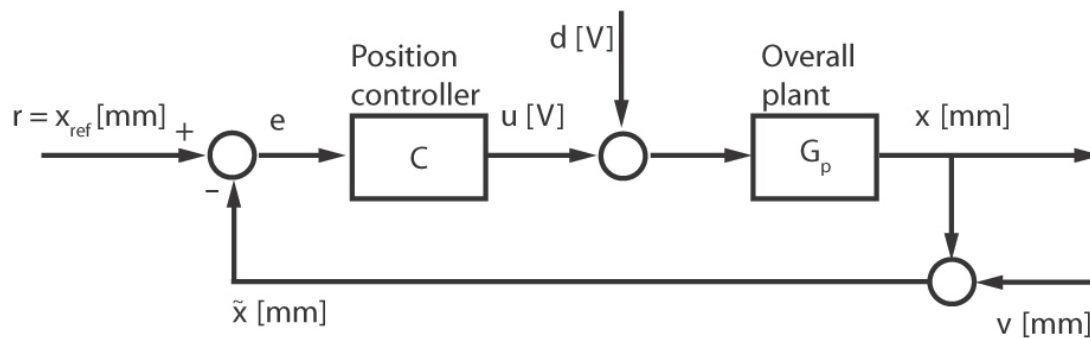 d [V]
Position
controller
Overall
plant
r = x_ref [mm]
+
e
u [V]
x [mm]
C
G_p
-
x̃ [mm]
v [mm]